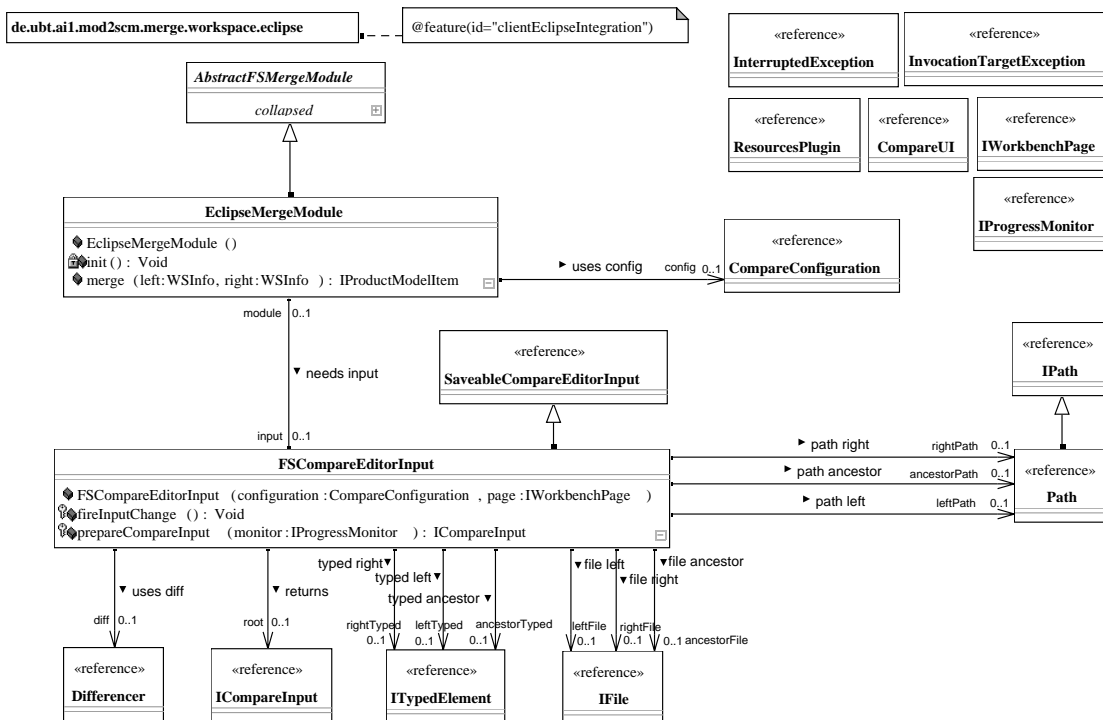 de.ubt.ai1.mod2scm.merge.workspace.eclipse
@feature(id="clientEclipseIntegration")
«reference»
InterruptedException
«reference»
InvocationTargetException
AbstractFSMergeModule
collapsed
«reference»
ResourcesPlugin
«reference»
CompareUI
«reference»
IWorkbenchPage
«reference»
IProgressMonitor
EclipseMergeModule
EclipseMergeModule ()
init () : Void
merge (left:WSInfo, right:WSInfo ) : IProductModelItem
► uses config
config 0..1
«reference»
CompareConfiguration
module 0..1
▼ needs input
input 0..1
«reference»
SaveableCompareEditorInput
«reference»
IPath
FSCompareEditorInput
FSCompareEditorInput (configuration :CompareConfiguration , page :IWorkbenchPage )
fireInputChange () : Void
prepareCompareInput (monitor :IProgressMonitor ) : ICompareInput
► path right
rightPath 0..1
► path ancestor
ancestorPath 0..1
► path left
leftPath 0..1
«reference»
Path
▼ uses diff
diff 0..1
▼ returns
root 0..1
typed right▼
typed left ▼
typed ancestor ▼
rightTyped
0..1
leftTyped
0..1
ancestorTyped
0..1
▼ file left
▼ file right
▼file ancestor
leftFile
0..1
rightFile
0..1
0..1 ancestorFile
«reference»
Differencer
«reference»
ICompareInput
«reference»
ITypedElement
«reference»
IFile